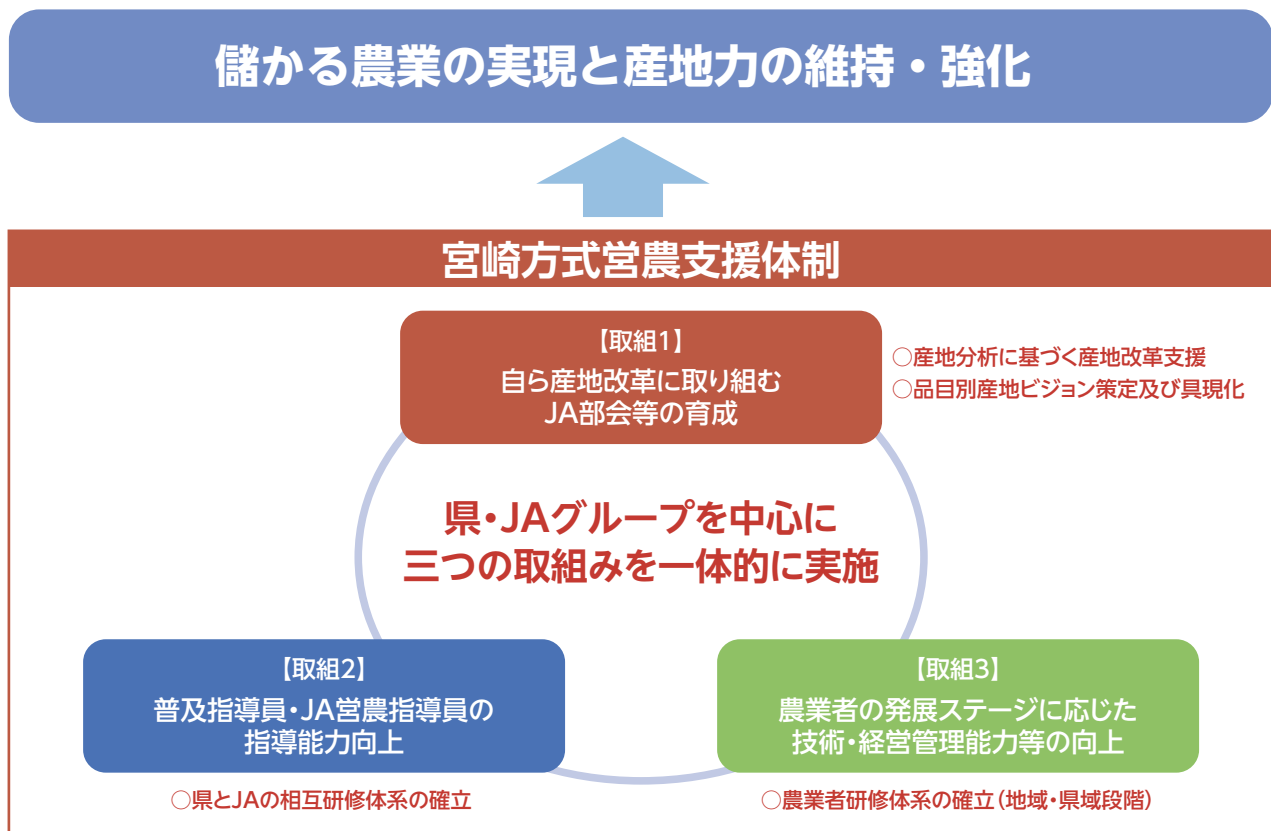 儲かる農業の実現と産地力の維持・強化
宮崎方式営農支援体制
【取組1】
自ら産地改革に取り組む
JA部会等の育成
○産地分析に基づく産地改革支援
○品目別産地ビジョン策定及び具現化
県・JAグループを中心に
三つの取組みを一体的に実施
【取組2】
普及指導員・JA営農指導員の
指導能力向上
○県とJAの相互研修体系の確立
【取組3】
農業者の発展ステージに応じた
技術・経営管理能力等の向上
○農業者研修体系の確立(地域・県域段階)